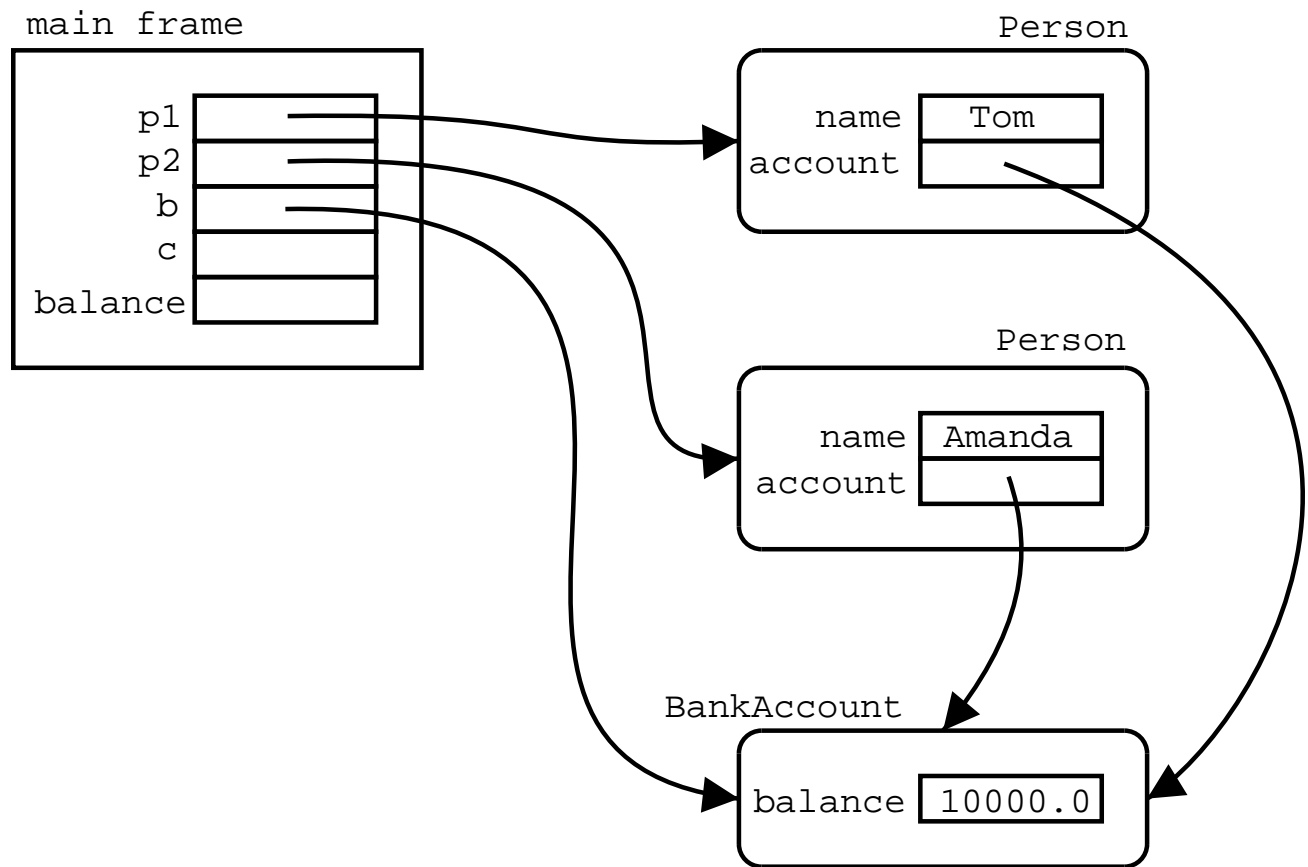 main frame
p1
p2
b
c
balance
Person
name Tom
account
Person
name Amanda
account
BankAccount
balance 10000.0